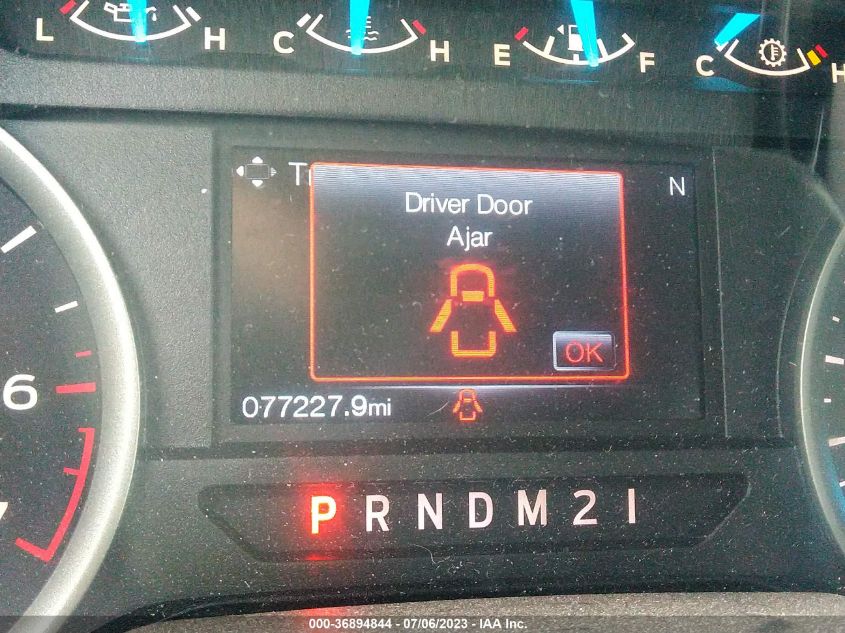 L H C H E F C H
Driver Door
N
Ajar
OK
077227.9mi
6
P R N D M 2 1
000-36894844 / 07/06/2023 - IAA Inc.